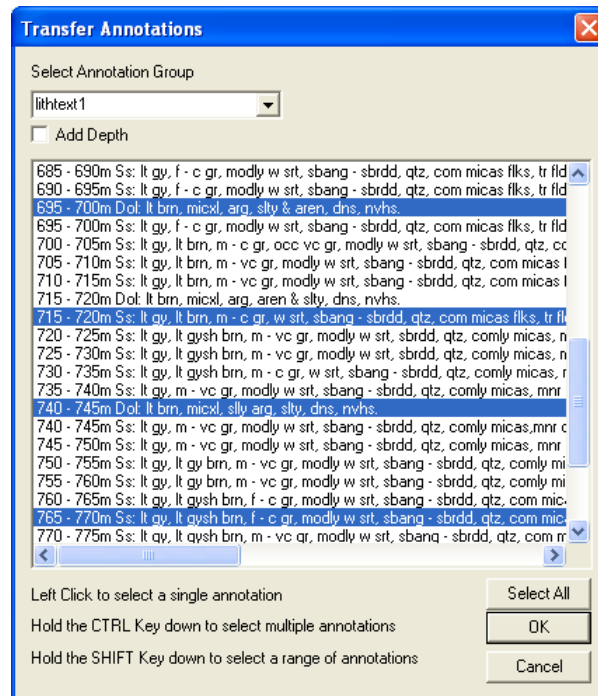 Transfer Annotations
Select Annotation Group
lithtext1
Add Depth
685 - 690m Ss: lt gy, f - c gr, modly w srt, sbang - sbrdd, qtz, com micas flks, tr fld
690 - 695m Ss: lt gy, f - c gr, modly w srt, sbang - sbrdd, qtz, com micas flks, tr fld
695 - 700m Dol: lt brn, micxl, arg, slty & aren, dns, nvhs.
695 - 700m Ss: lt gy, f - c gr, modly w srt, sbang - sbrdd, qtz, com micas flks, tr fld
700 - 705m Ss: lt gy, lt brn, m - c gr, occ vc gr, modly w srt, sbang - sbrdd, qtz, cc
705 - 710m Ss: lt gy, lt brn, m - vc gr, modly w srt, sbang - sbrdd, qtz, com micas f
710 - 715m Ss: lt gy, lt brn, m - vc gr, modly w srt, sbang - sbrdd, qtz, com micas f
715 - 720m Dol: lt brn, micxl, arg, aren & slty, dns, nvhs.
715 - 720m Ss: lt gy, lt brn, m - c gr, w srt, sbang - sbrdd, qtz, com micas flks, tr fl
720 - 725m Ss: lt gy, lt gysh brn, m - vc gr, modly w srt, sbang - sbrdd, qtz, comly micas, n
725 - 730m Ss: lt gy, lt gysh brn, m - vc gr, modly w srt, sbang - sbrdd, qtz, comly micas, n
730 - 735m Ss: lt gy, lt gysh brn, m - c gr, w srt, sbang - sbrdd, qtz, comly micas, r
735 - 740m Ss: lt gy, m - vc gr, modly w srt, sbang - sbrdd, qtz, comly micas, mnr
740 - 745m Dol: lt brn, micxl, slly arg, slty, dns, nvhs.
740 - 745m Ss: lt gy, m - vc gr, modly w srt, sbang - sbrdd, qtz, comly micas,mnr c
745 - 750m Ss: lt gy, m - vc gr, modly w srt, sbang - sbrdd, qtz, comly micas, mnr
750 - 755m Ss: lt gy, lt gy brn, m - vc gr, modly w srt, sbang - sbrdd, qtz, comly mi
755 - 760m Ss: lt gy, lt gy brn, m - vc gr, modly w srt, sbang - sbrdd, qtz, comly mi
760 - 765m Ss: lt gy, lt gysh brn, f - c gr, modly w srt, sbang - sbrdd, qtz, com mic
765 - 770m Ss: lt gy, lt gysh brn, f - c gr, modly w srt, sbang - sbrdd, qtz, com mic
770 - 775m Ss: lt gy, lt gysh brn, m - vc gr, modly w srt, sbang - sbrdd, qtz, com m
Left Click to select a single annotation
Select All
Hold the CTRL Key down to select multiple annotations
OK
Hold the SHIFT Key down to select a range of annotations
Cancel